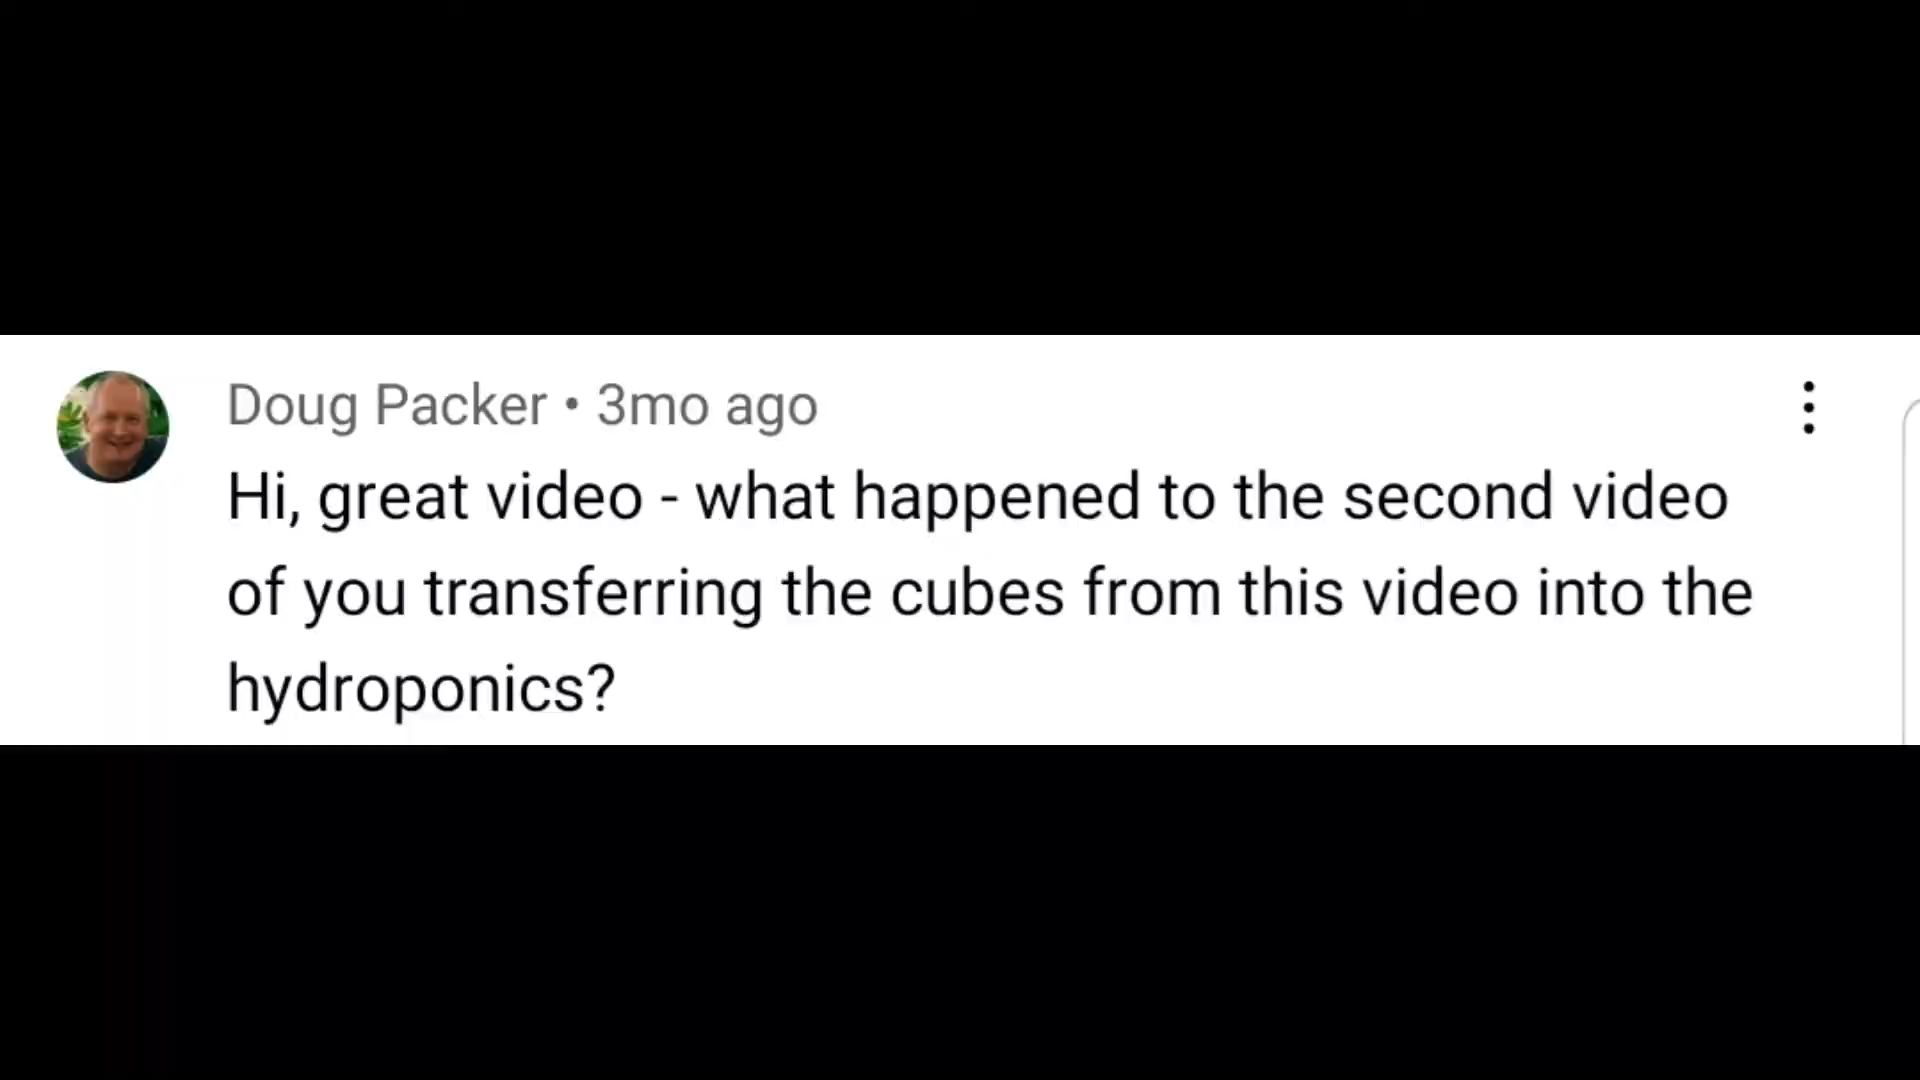 Doug Packer • 3mo ago
Hi, great video - what happened to the second video
of you transferring the cubes from this video into the
hydroponics?